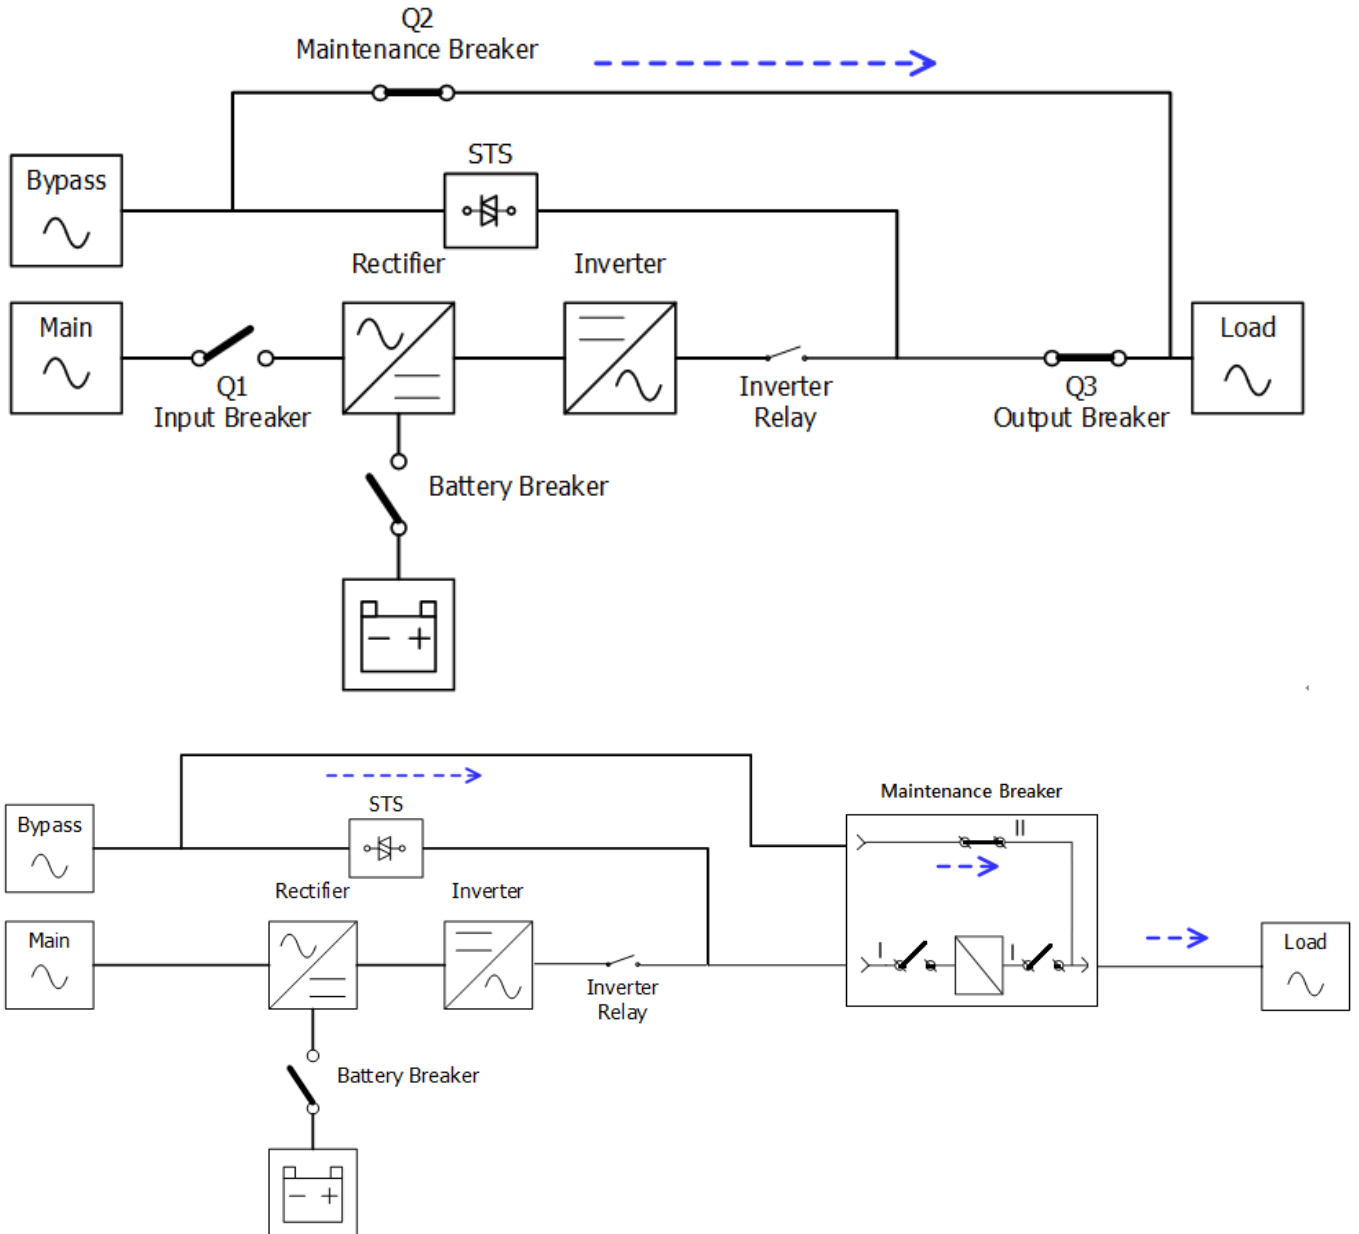 Q2
Maintenance Breaker
STS
Bypass
Rectifier
Inverter
Main
Load
Q1
Input Breaker
Inverter
Relay
Q3
Output Breaker
Battery Breaker
− +
Maintenance Breaker
STS
Bypass
II
Rectifier
Inverter
Main
I
I
Load
Inverter
Relay
Battery Breaker
− +